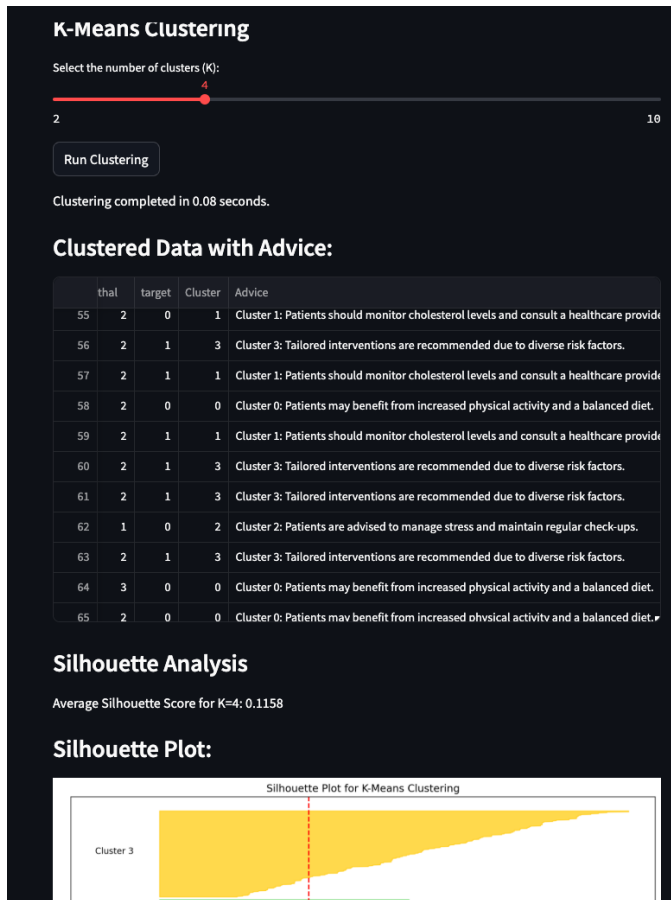 K-Means Clustering
Select the number of clusters (K):
4
2 10
Run Clustering
Clustering completed in 0.08 seconds.
Clustered Data with Advice:
thal target Cluster Advice
55 2 0 1 Cluster 1: Patients should monitor cholesterol levels and consult a healthcare provide
56 2 1 3 Cluster 3: Tailored interventions are recommended due to diverse risk factors.
57 2 1 1 Cluster 1: Patients should monitor cholesterol levels and consult a healthcare provide
58 2 0 0 Cluster 0: Patients may benefit from increased physical activity and a balanced diet.
59 2 1 1 Cluster 1: Patients should monitor cholesterol levels and consult a healthcare provide
60 2 1 3 Cluster 3: Tailored interventions are recommended due to diverse risk factors.
61 2 1 3 Cluster 3: Tailored interventions are recommended due to diverse risk factors.
62 1 0 2 Cluster 2: Patients are advised to manage stress and maintain regular check-ups.
63 2 1 3 Cluster 3: Tailored interventions are recommended due to diverse risk factors.
64 3 0 0 Cluster 0: Patients may benefit from increased physical activity and a balanced diet.
65 2 0 0 Cluster 0: Patients may benefit from increased physical activity and a balanced diet.
Silhouette Analysis
Average Silhouette Score for K=4: 0.1158
Silhouette Plot:
Silhouette Plot for K-Means Clustering
Cluster 3